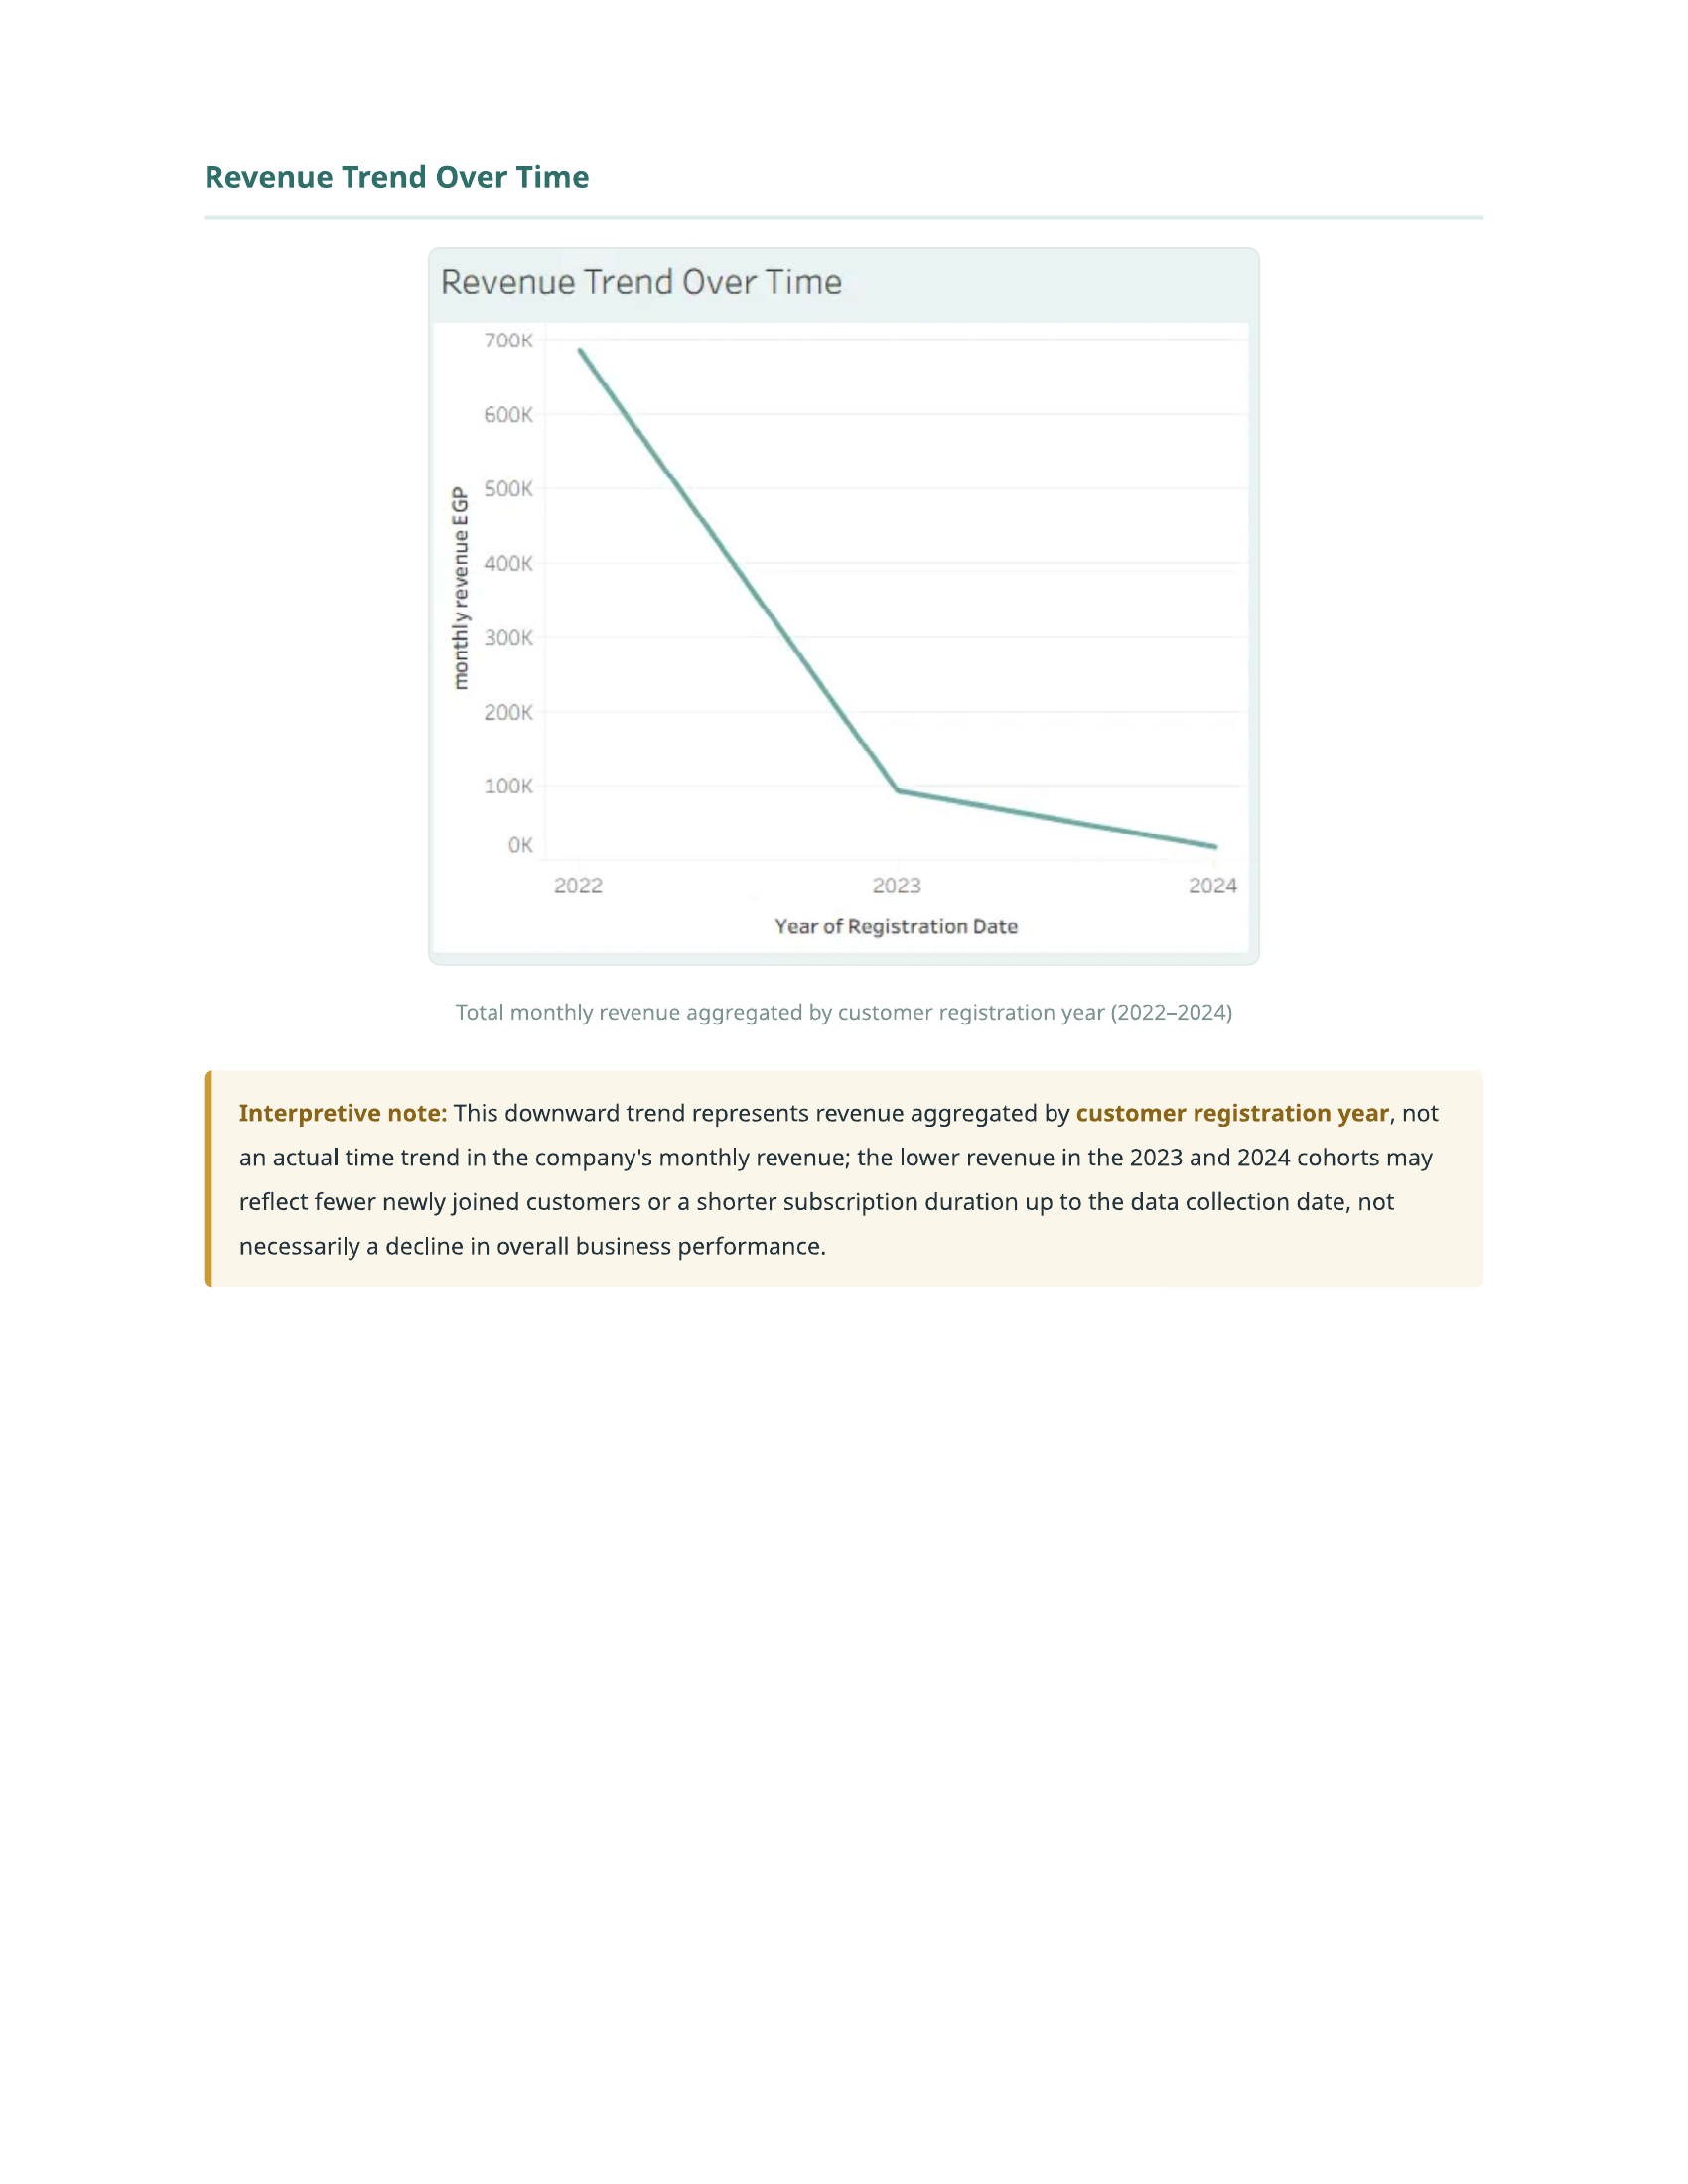 Revenue Trend Over Time
Revenue Trend Over Time
700K
600K
500K
400K
300K
200K
100K
0K
monthly revenue EGP
2022 2023 2024
Year of Registration Date
Total monthly revenue aggregated by customer registration year (2022–2024)
Interpretive note: This downward trend represents revenue aggregated by customer registration year, not
an actual time trend in the company's monthly revenue; the lower revenue in the 2023 and 2024 cohorts may
reflect fewer newly joined customers or a shorter subscription duration up to the data collection date, not
necessarily a decline in overall business performance.